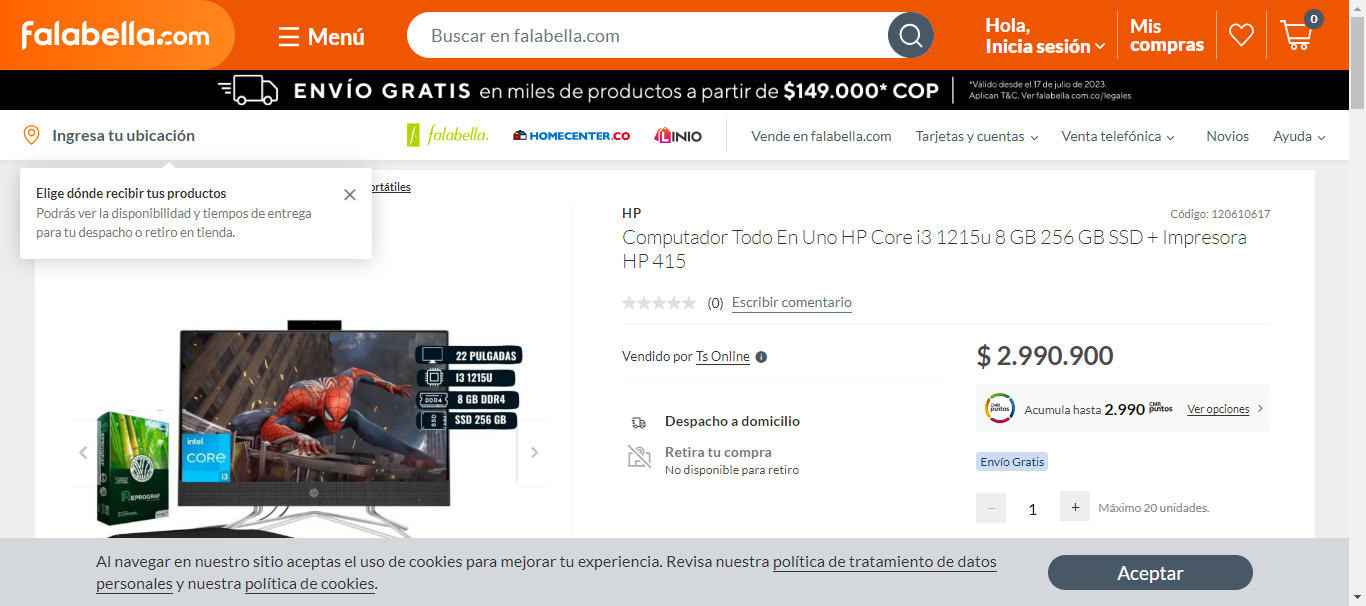 falabella.com
Menú
Buscar en falabella.com
Hola,
Inicia sesión
Mis
compras
0
ENVÍO GRATIS en miles de productos a partir de $149.000* COP
*Válido desde el 17 de julio de 2023.
Aplican T&C. Ver falabella.com.co/legales
Ingresa tu ubicación
falabella.
HOMECENTER.CO
LINIO
Vende en falabella.com
Tarjetas y cuentas
Venta telefónica
Novios
Ayuda
Elige dónde recibir tus productos
Podrás ver la disponibilidad y tiempos de entrega
para tu despacho o retiro en tienda.
ortátiles
HP
Código: 120610617
Computador Todo En Uno HP Core i3 1215u 8 GB 256 GB SSD + Impresora
HP 415
(0) Escribir comentario
Vendido por Ts Online
$ 2.990.900
CMR puntos
Acumula hasta 2.990 CMR puntos
Ver opciones
Despacho a domicilio
Retira tu compra
No disponible para retiro
Envío Gratis
−
1
+
Máximo 20 unidades.
22 PULGADAS
I3 1215U
DDR4
8 GB DDR4
SSD
SSD 256 GB
intel
CORE
i3
hp
REPROGRAF
Al navegar en nuestro sitio aceptas el uso de cookies para mejorar tu experiencia. Revisa nuestra política de tratamiento de datos
personales y nuestra política de cookies.
Aceptar